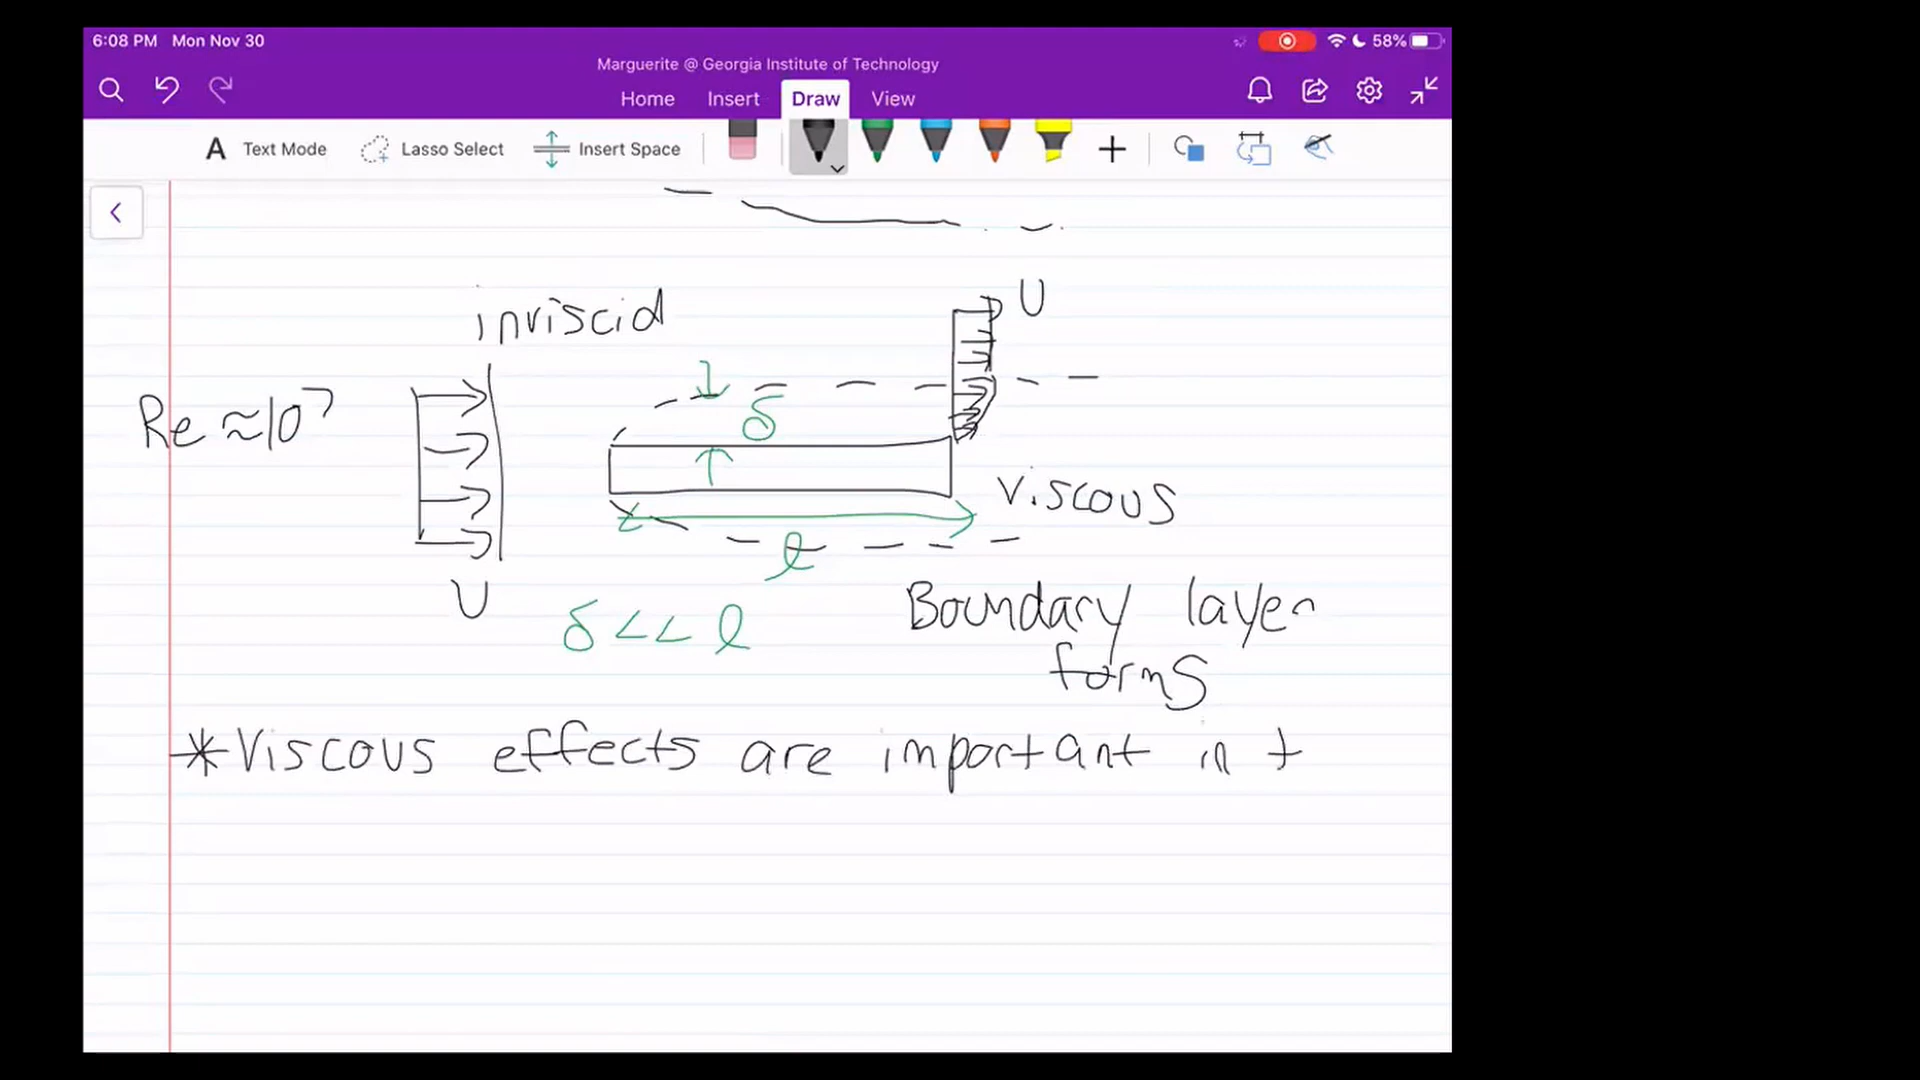 6:08 PM Mon Nov 30
58%
Marguerite @ Georgia Institute of Technology
Home Insert Draw View
A Text Mode Lasso Select Insert Space
U
inviscid
Re ≈10⁷
δ
viscous
l
U
Boundary layer
δ << l
forms
*Viscous effects are important in t